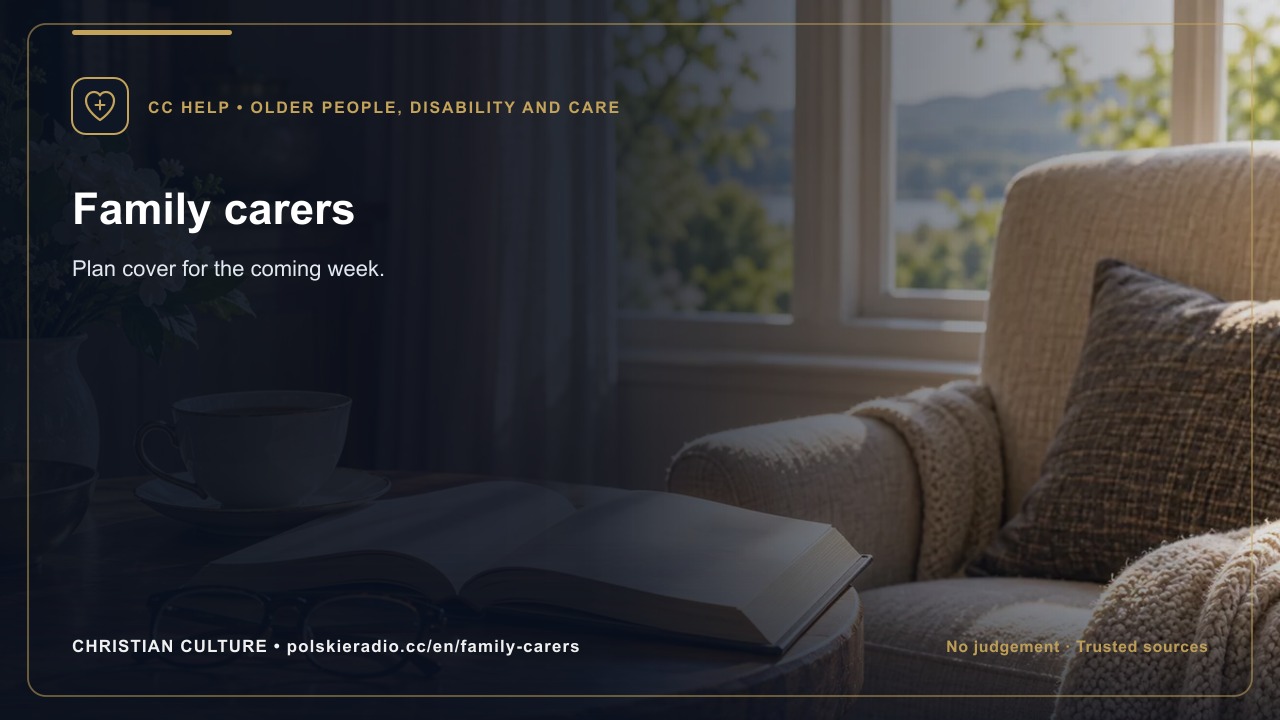 CC HELP • OLDER PEOPLE, DISABILITY AND CARE
Family carers
Plan cover for the coming week.
CHRISTIAN CULTURE • polskieradio.cc/en/family-carers
No judgement · Trusted sources